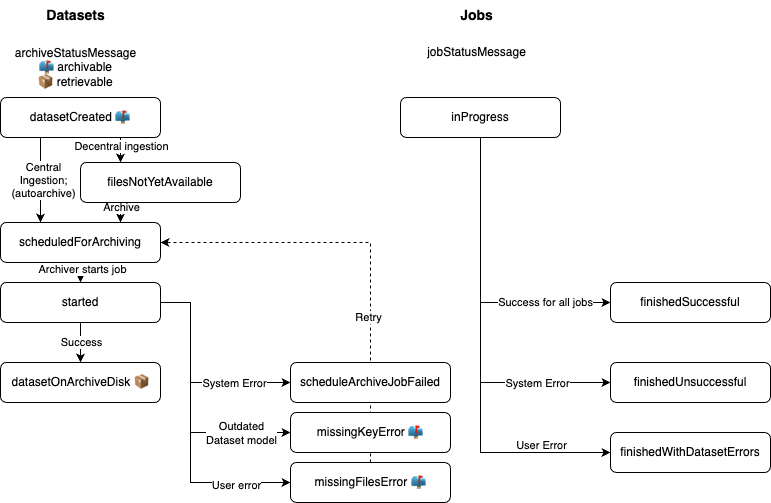 Datasets
Jobs
archiveStatusMessage
📫 archivable
📦 retrievable
jobStatusMessage
datasetCreated 📫
inProgress
Decentral ingestion
Central
Ingestion;
(autoarchive)
filesNotYetAvailable
Archive
scheduledForArchiving
Archiver starts job
started
Success for all jobs
finishedSuccessful
Retry
Success
datasetOnArchiveDisk 📦
System Error
scheduleArchiveJobFailed
System Error
finishedUnsuccessful
Outdated
Dataset model
missingKeyError 📫
User Error
finishedWithDatasetErrors
User error
missingFilesError 📫